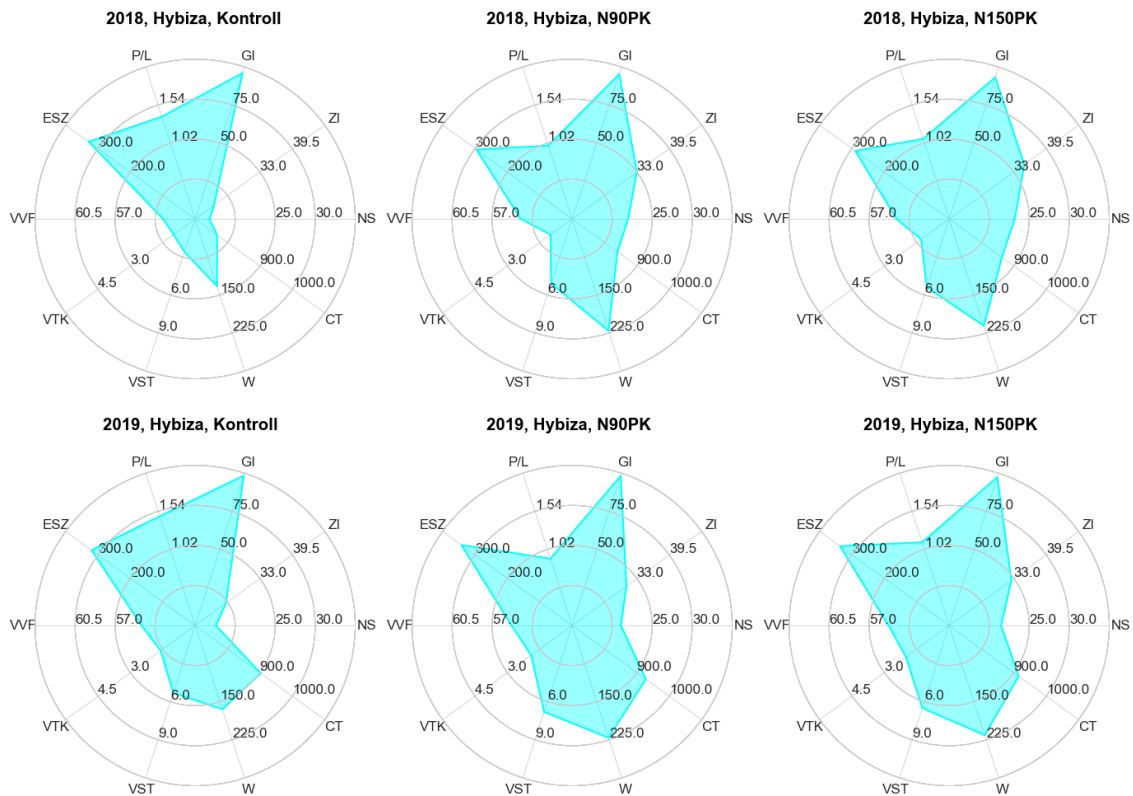 2018, Hybiza, Kontroll
2018, Hybiza, N90PK
2018, Hybiza, N150PK
P/L GI P/L GI P/L GI
1.54 75.0 1.54 75.0 1.54 75.0
ESZ ZI ESZ ZI ESZ ZI
300.0 1.02 50.0 39.5 300.0 1.02 50.0 39.5 300.0 1.02 50.0 39.5
200.0 33.0 200.0 33.0 200.0 33.0
VVF 60.5 57.0 25.0 30.0 NS VVF 60.5 57.0 25.0 30.0 NS VVF 60.5 57.0 25.0 30.0 NS
3.0 900.0 3.0 900.0 3.0 900.0
4.5 6.0 150.0 1000.0 4.5 6.0 150.0 1000.0 4.5 6.0 150.0 1000.0
VTK CT VTK CT VTK CT
9.0 225.0 9.0 225.0 9.0 225.0
VST W VST W VST W
2019, Hybiza, Kontroll
2019, Hybiza, N90PK
2019, Hybiza, N150PK
P/L GI P/L GI P/L GI
1.54 75.0 1.54 75.0 1.54 75.0
ESZ ZI ESZ ZI ESZ ZI
300.0 1.02 50.0 39.5 300.0 1.02 50.0 39.5 300.0 1.02 50.0 39.5
200.0 33.0 200.0 33.0 200.0 33.0
VVF 60.5 57.0 25.0 30.0 NS VVF 60.5 57.0 25.0 30.0 NS VVF 60.5 57.0 25.0 30.0 NS
3.0 900.0 3.0 900.0 3.0 900.0
4.5 6.0 150.0 1000.0 4.5 6.0 150.0 1000.0 4.5 6.0 150.0 1000.0
VTK CT VTK CT VTK CT
9.0 225.0 9.0 225.0 9.0 225.0
VST W VST W VST W